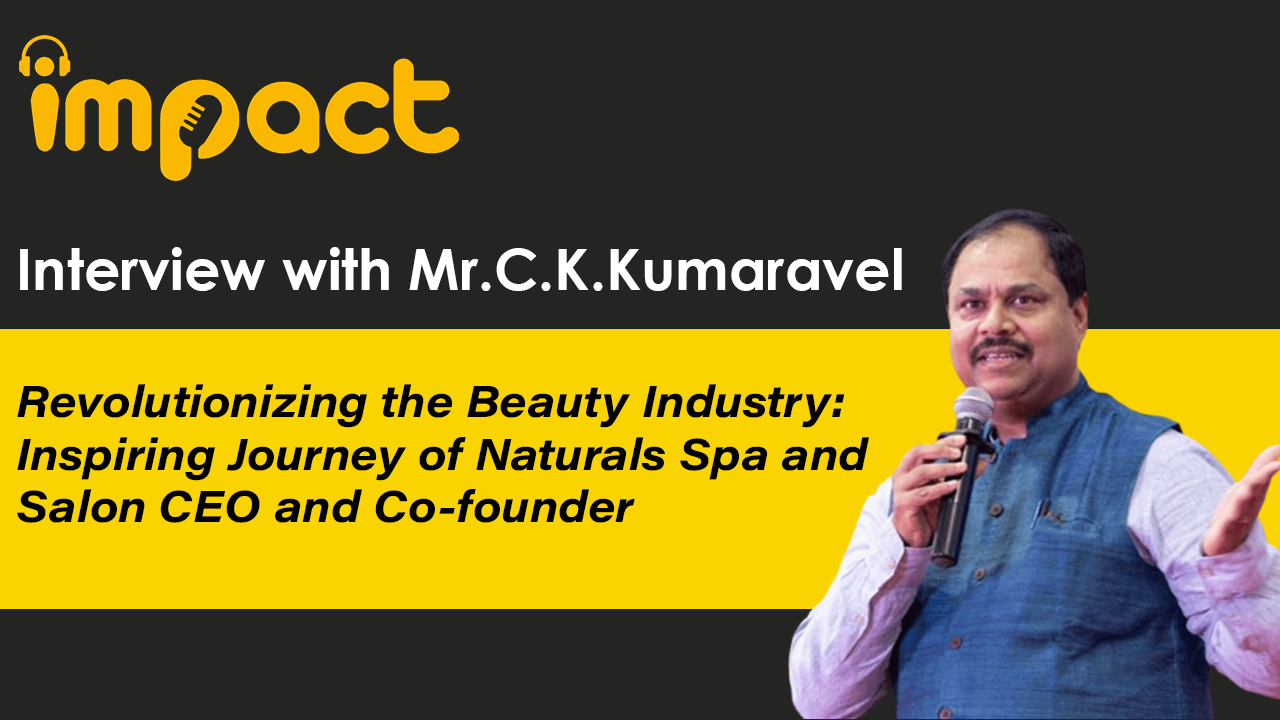 impact
Interview with Mr.C.K.Kumaravel
Revolutionizing the Beauty Industry:
Inspiring Journey of Naturals Spa and
Salon CEO and Co-founder